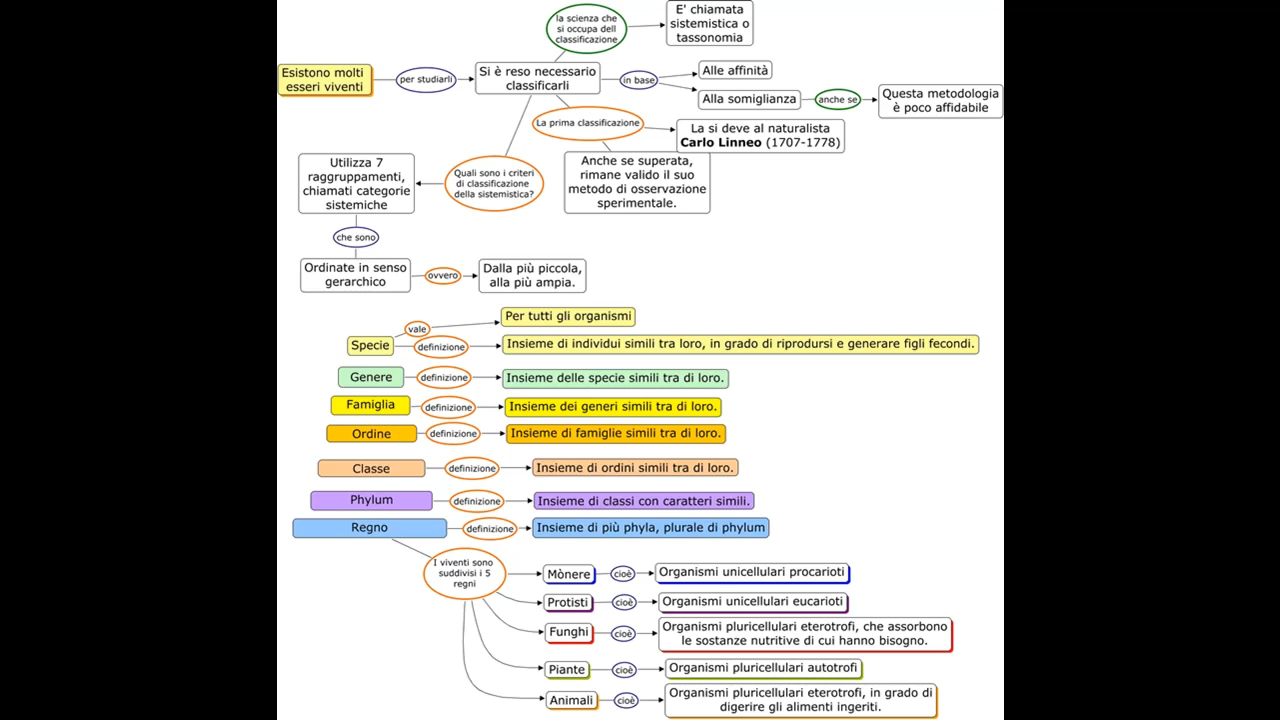 la scienza che
si occupa dell
classificazione
E' chiamata
sistemistica o
tassonomia
Esistono molti
esseri viventi
per studiarli
Si è reso necessario
classificarli
in base
Alle affinità
Alla somiglianza
anche se
Questa metodologia
è poco affidabile
La prima classificazione
La si deve al naturalista
Carlo Linneo (1707-1778)
Anche se superata,
rimane valido il suo
metodo di osservazione
sperimentale.
Quali sono i criteri
di classificazione
della sistemistica?
Utilizza 7
raggruppamenti,
chiamati categorie
sistemiche
che sono
Ordinate in senso
gerarchico
ovvero
Dalla più piccola,
alla più ampia.
vale
Per tutti gli organismi
Specie
definizione
Insieme di individui simili tra loro, in grado di riprodursi e generare figli fecondi.
Genere
definizione
Insieme delle specie simili tra di loro.
Famiglia
definizione
Insieme dei generi simili tra di loro.
Ordine
definizione
Insieme di famiglie simili tra di loro.
Classe
definizione
Insieme di ordini simili tra di loro.
Phylum
definizione
Insieme di classi con caratteri simili.
Regno
definizione
Insieme di più phyla, plurale di phylum
I viventi sono
suddivisi i 5
regni
Mònere
cioè
Organismi unicellulari procarioti
Protisti
cioè
Organismi unicellulari eucarioti
Funghi
cioè
Organismi pluricellulari eterotrofi, che assorbono
le sostanze nutritive di cui hanno bisogno.
Piante
cioè
Organismi pluricellulari autotrofi
Animali
cioè
Organismi pluricellulari eterotrofi, in grado di
digerire gli alimenti ingeriti.